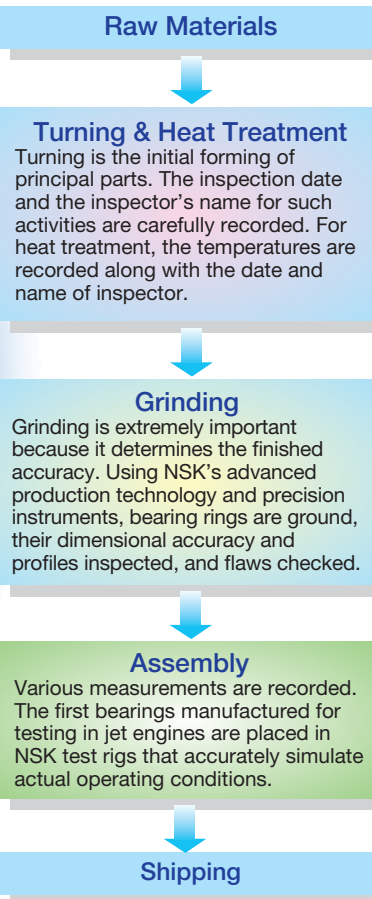 Raw Materials
Turning & Heat Treatment
Turning is the initial forming of
principal parts. The inspection date
and the inspector's name for such
activities are carefully recorded. For
heat treatment, the temperatures are
recorded along with the date and
name of inspector.
Grinding
Grinding is extremely important
because it determines the finished
accuracy. Using NSK's advanced
production technology and precision
instruments, bearing rings are ground,
their dimensional accuracy and
profiles inspected, and flaws checked.
Assembly
Various measurements are recorded.
The first bearings manufactured for
testing in jet engines are placed in
NSK test rigs that accurately simulate
actual operating conditions.
Shipping